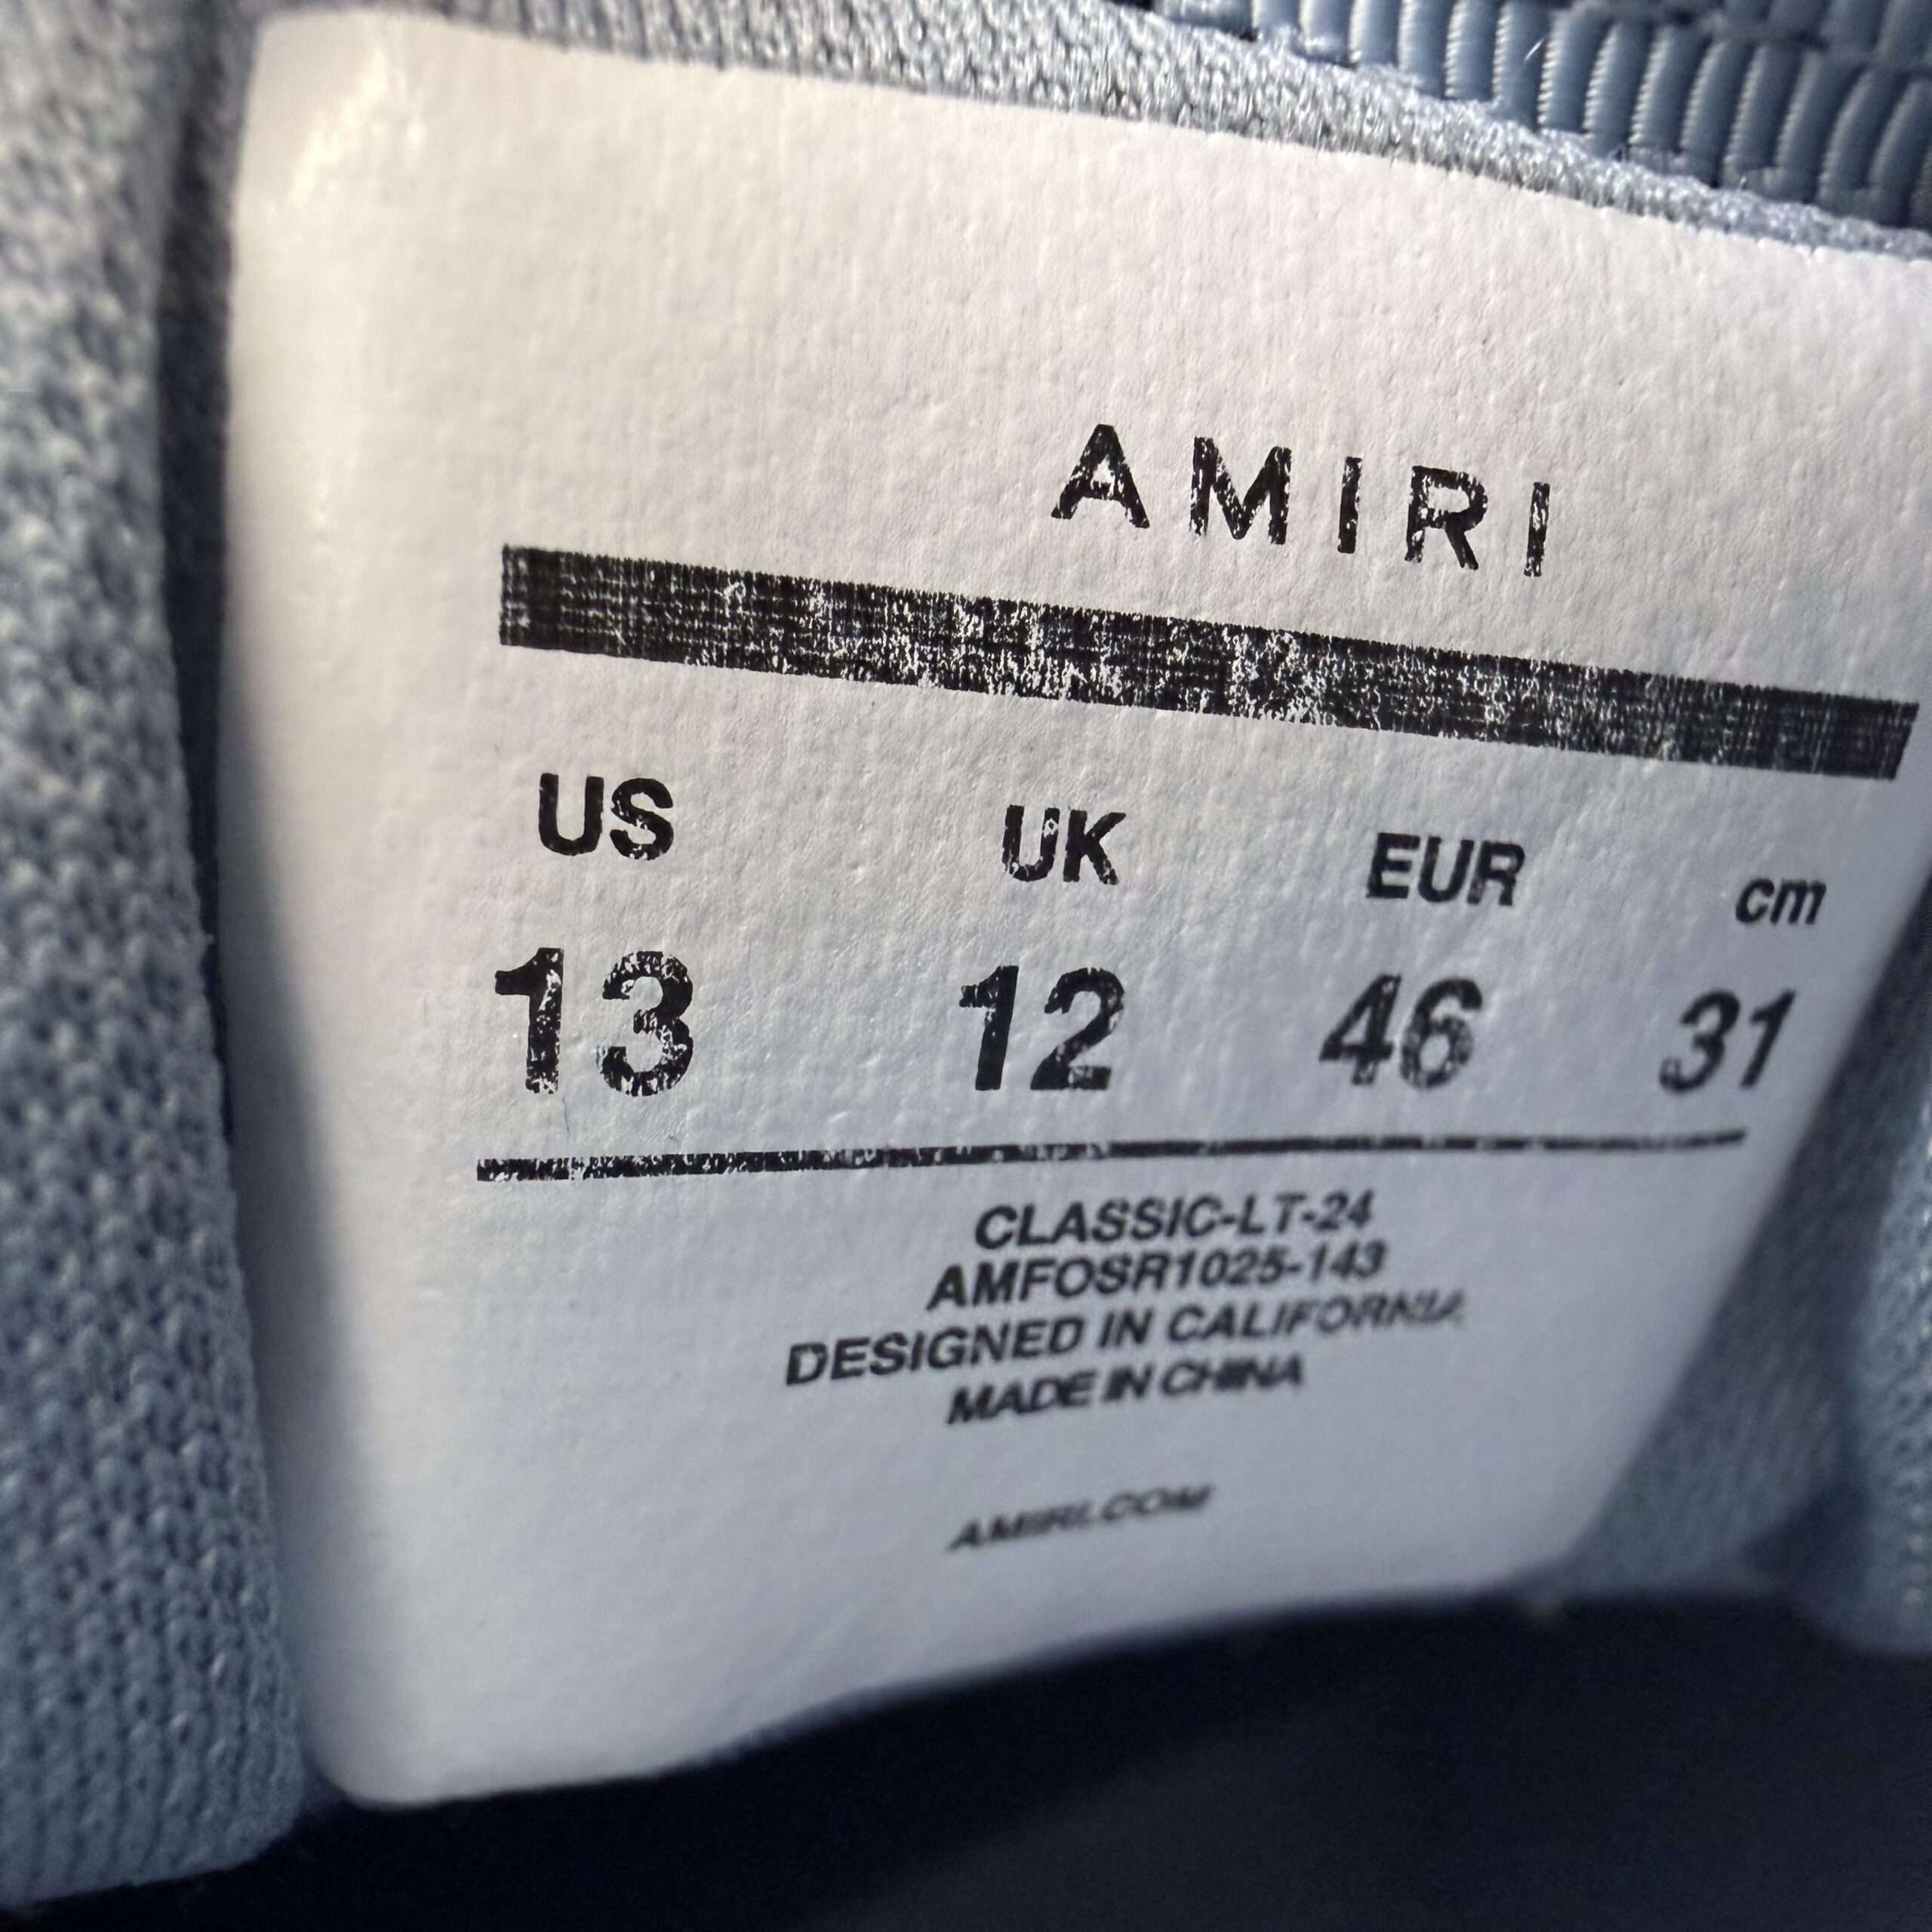 AMIRI
US UK EUR cm
13 12 46 31
CLASSIC-LT-24
AMFOSR1025-143
DESIGNED IN CALIFORNIA
MADE IN CHINA
AMIRI.COM